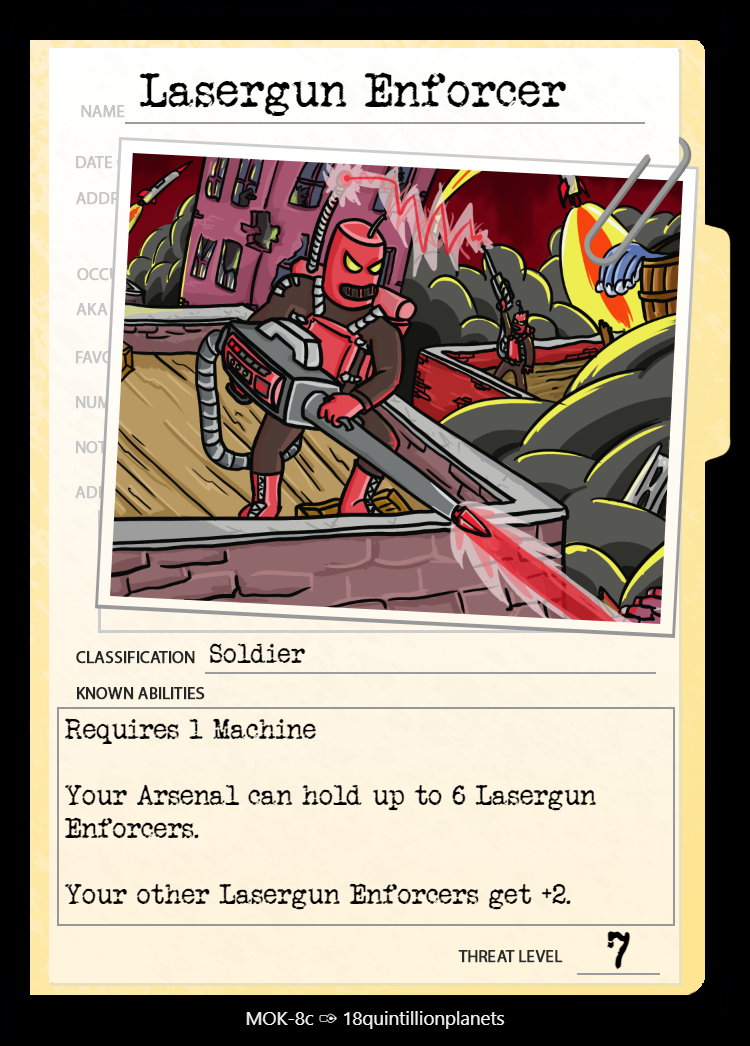 NAME Lasergun Enforcer
DATE
ADDR
OCCU
AKA
FAVO
NUM
NOT
ADD
CLASSIFICATION Soldier
KNOWN ABILITIES
Requires 1 Machine
Your Arsenal can hold up to 6 Lasergun
Enforcers.
Your other Lasergun Enforcers get +2.
THREAT LEVEL 7
MOK-8c ✑ 18quintillionplanets